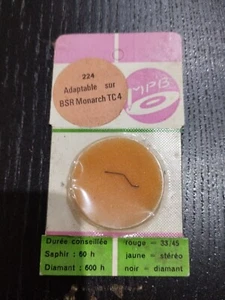 224
Adaptable sur
BSR Monarch TC4
MPB
Durée conseillée
Saphir : 60 h
Diamant : 600 h
rouge = 33/45
jaune = stéréo
noir = diamant